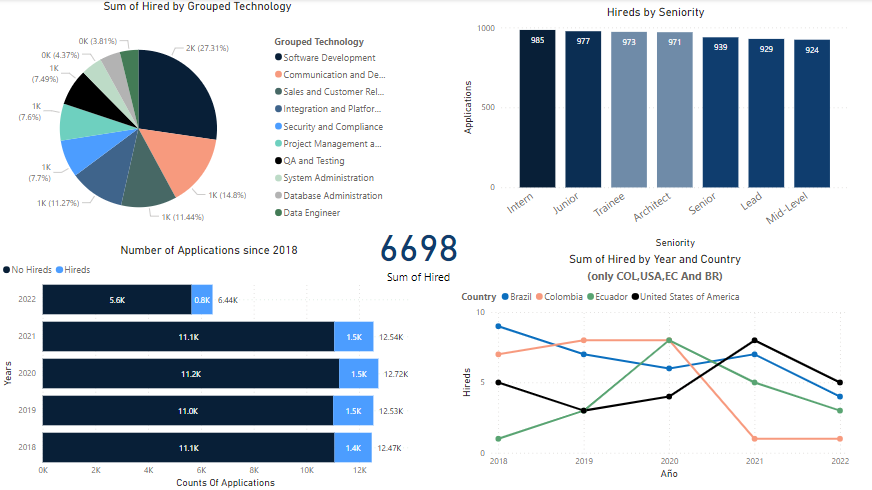 Sum of Hired by Grouped Technology
0K (3.81%)
0K (4.37%)
1K
(7.49%)
1K
(7.6%)
1K
(7.7%)
1K (11.27%)
1K (11.44%)
1K (14.8%)
2K (27.31%)
Grouped Technology
Software Development
Communication and De...
Sales and Customer Rel...
Integration and Platfor...
Security and Compliance
Project Management a...
QA and Testing
System Administration
Database Administration
Data Engineer
Hireds by Seniority
Applications
1000
500
0
985
977
973
971
939
929
924
Intern
Junior
Trainee
Architect
Senior
Lead
Mid-Level
Seniority
Number of Applications since 2018
No Hireds
Hireds
Years
2022
5.6K
0.8K
6.44K
2021
11.1K
1.5K
12.54K
2020
11.2K
1.5K
12.72K
2019
11.0K
1.5K
12.53K
2018
11.1K
1.4K
12.47K
0K
2K
4K
6K
8K
10K
12K
Counts Of Applications
6698
Sum of Hired
Sum of Hired by Year and Country
(only COL,USA,EC And BR)
Country
Brazil
Colombia
Ecuador
United States of America
Hireds
10
5
0
2018
2019
2020
2021
2022
Año